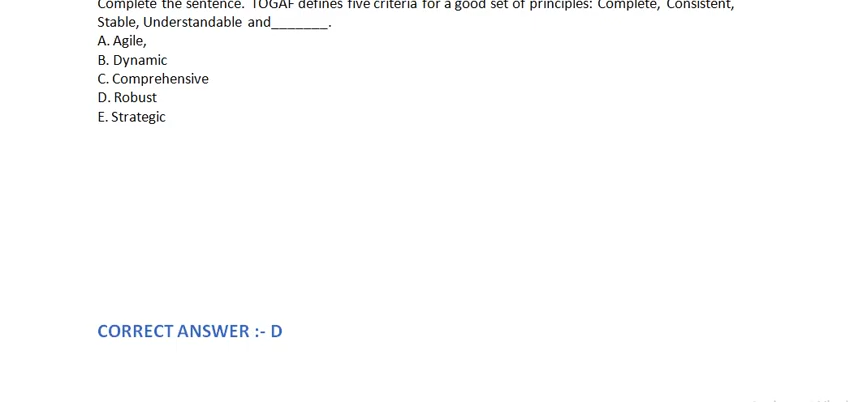 Complete the sentence. TOGAF defines five criteria for a good set of principles: Complete, Consistent,
Stable, Understandable and_______.
A. Agile,
B. Dynamic
C. Comprehensive
D. Robust
E. Strategic
CORRECT ANSWER :- D